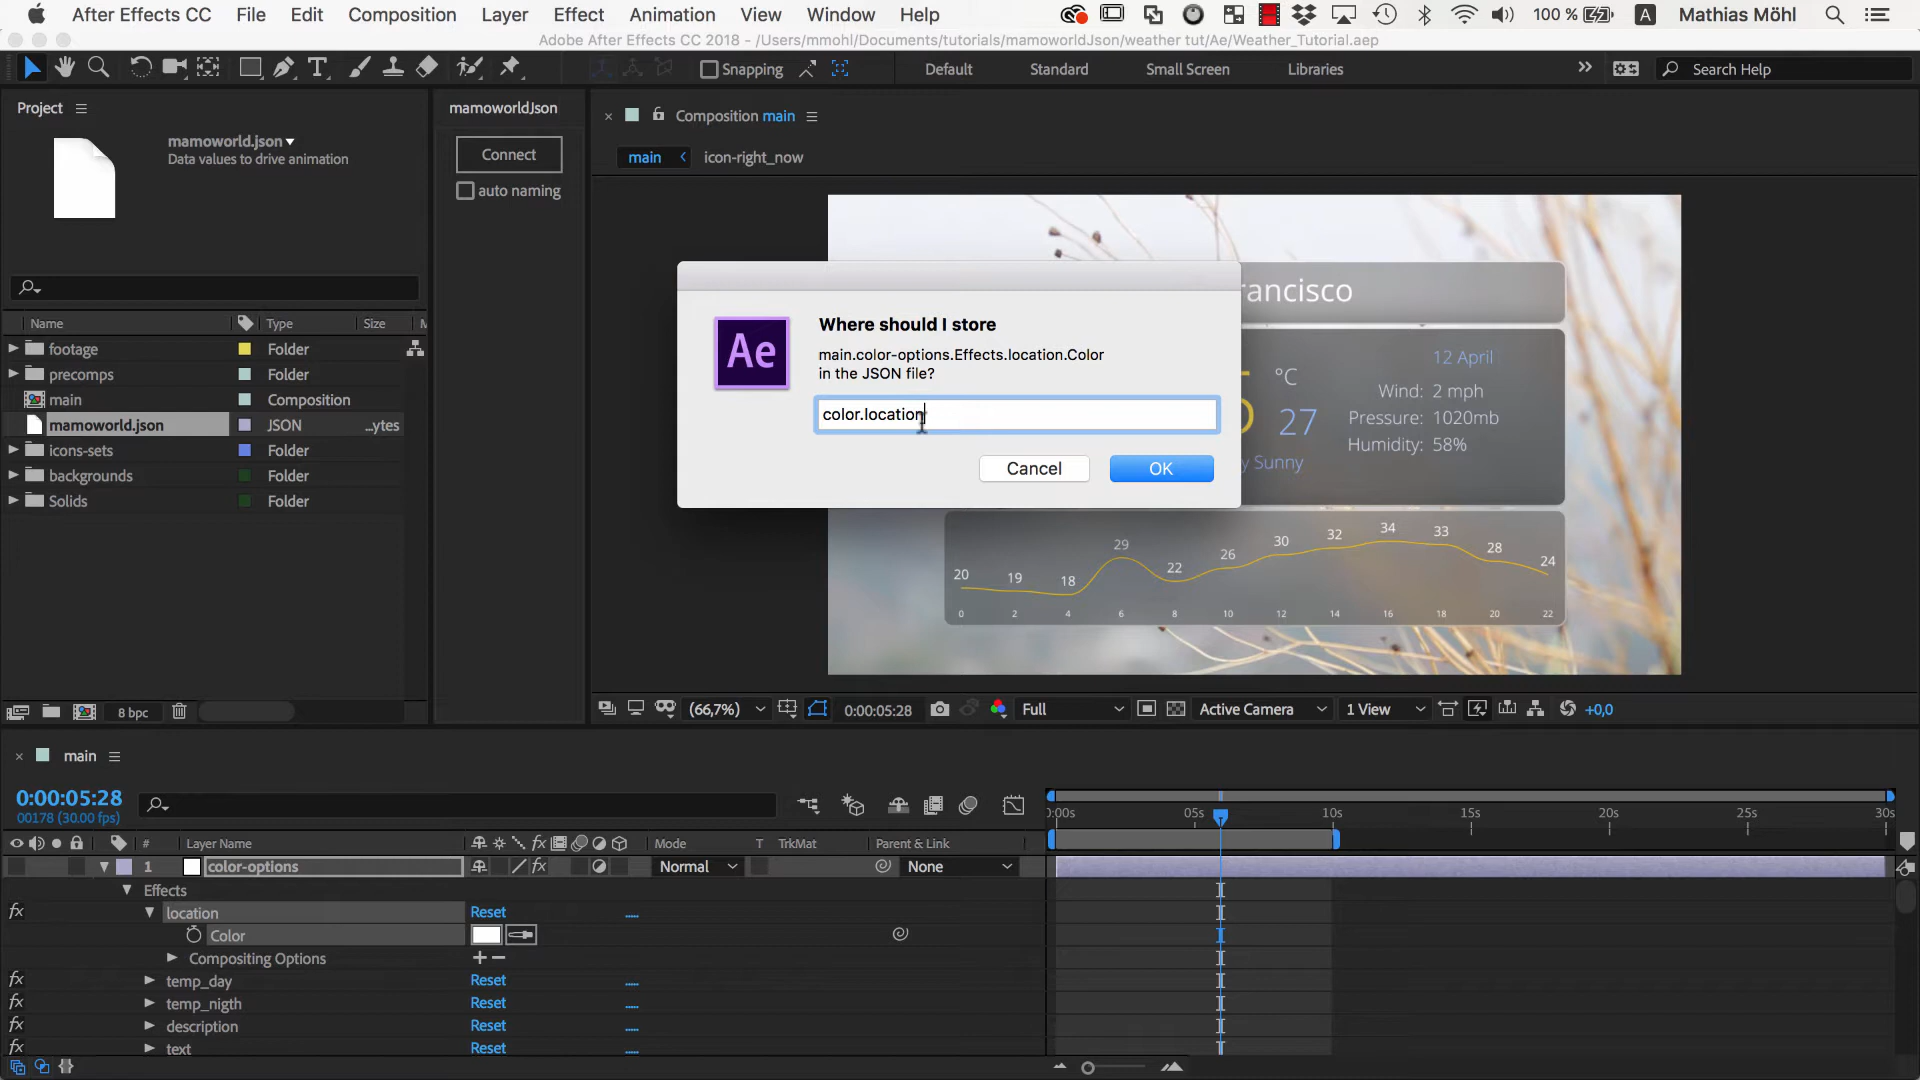 After Effects CC File Edit Composition Layer Effect Animation View Window Help 100 % A Mathias Möhl
Adobe After Effects CC 2018 - /Users/mmohl/Documents/tutorials/mamoworldJson/weather tut/Ae/Weather_Tutorial.aep
Snapping Default Standard Small Screen Libraries Search Help
Project
mamoworld.json
Data values to drive animation
mamoworldJson
Connect
auto naming
Composition main
main icon-right_now
Name Type Size
footage Folder
precomps Folder
main Composition
mamoworld.json JSON ...ytes
icons-sets Folder
backgrounds Folder
Solids Folder
8 bpc
Ae
Where should I store
main.color-options.Effects.location.Color
in the JSON file?
color.location
Cancel OK
rancisco
12 April
°C
27
Wind: 2 mph
Pressure: 1020mb
Humidity: 58%
y Sunny
20 19 18 29 22 26 30 32 34 33 28 24
0 2 4 6 8 10 12 14 16 18 20 22
(66,7%) 0:00:05:28 Full Active Camera 1 View +0,0
main
0:00:05:28
00178 (30.00 fps)
0:00s 05s 10s 15s 20s 25s 30s
# Layer Name Mode T TrkMat Parent & Link
1 color-options Normal None
Effects
fx location Reset
Color
Compositing Options
fx temp_day Reset
fx temp_nigth Reset
fx description Reset
fx text Reset